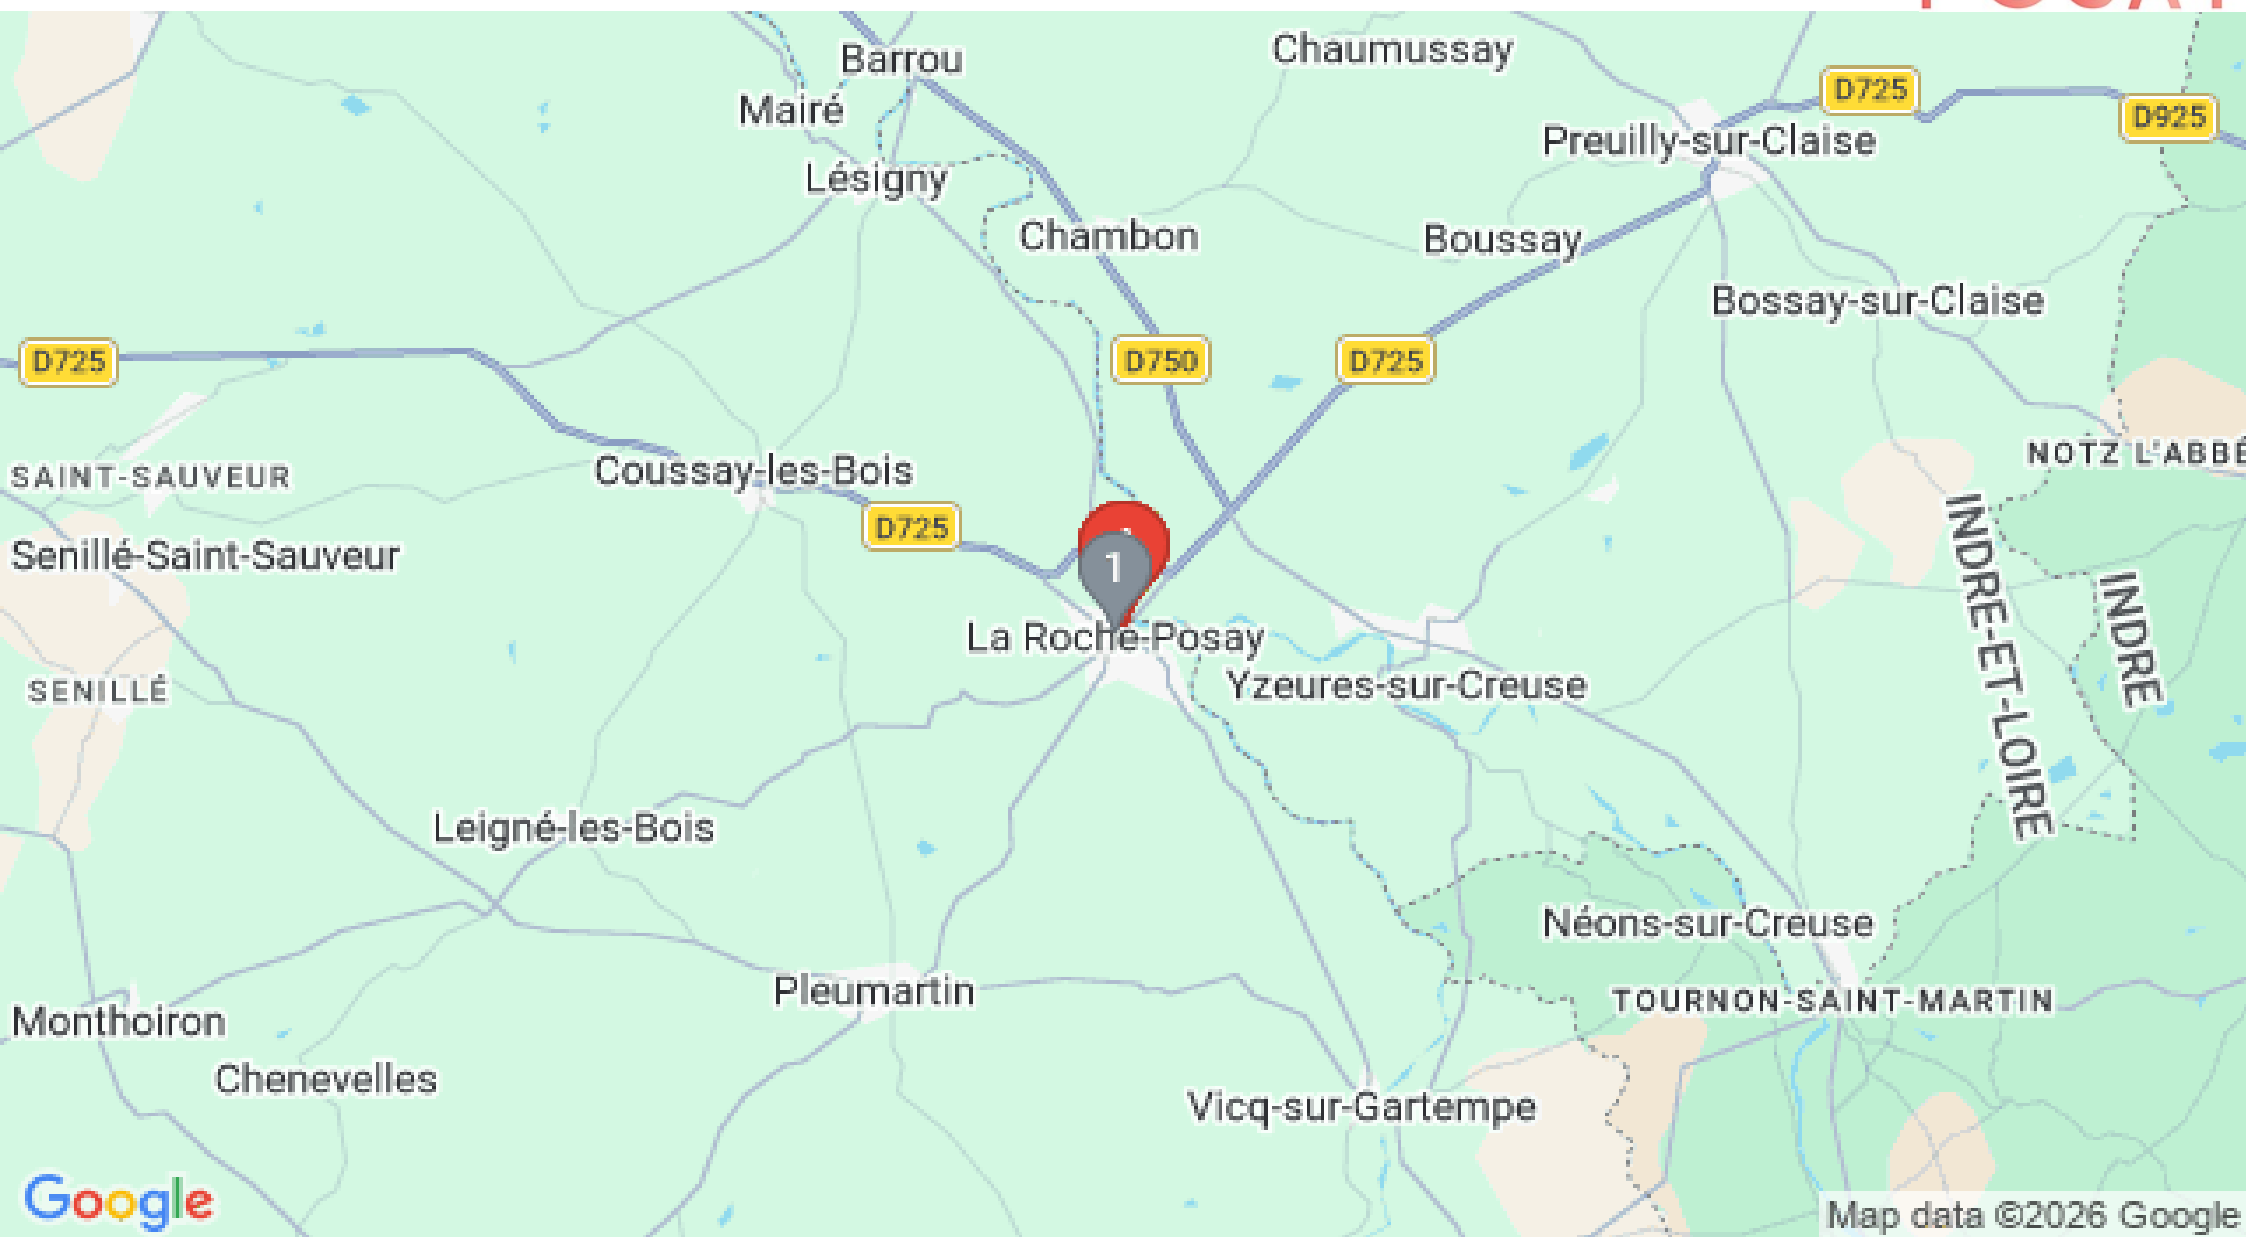 Barrou
Chaumussay
Mairé
D725
D925
Preuilly-sur-Claise
Lésigny
Chambon
Boussay
Bossay-sur-Claise
D725
D750
D725
NOTZ L'ABBÉ
SAINT-SAUVEUR
Coussay-les-Bois
D725
Senillé-Saint-Sauveur
1
INDRE-ET-LOIRE
INDRE
La Roche-Posay
Yzeures-sur-Creuse
SENILLÉ
Leigné-les-Bois
Néons-sur-Creuse
Pleumartin
TOURNON-SAINT-MARTIN
Monthoiron
Chenevelles
Vicq-sur-Gartempe
Google
Map data ©2026 Google